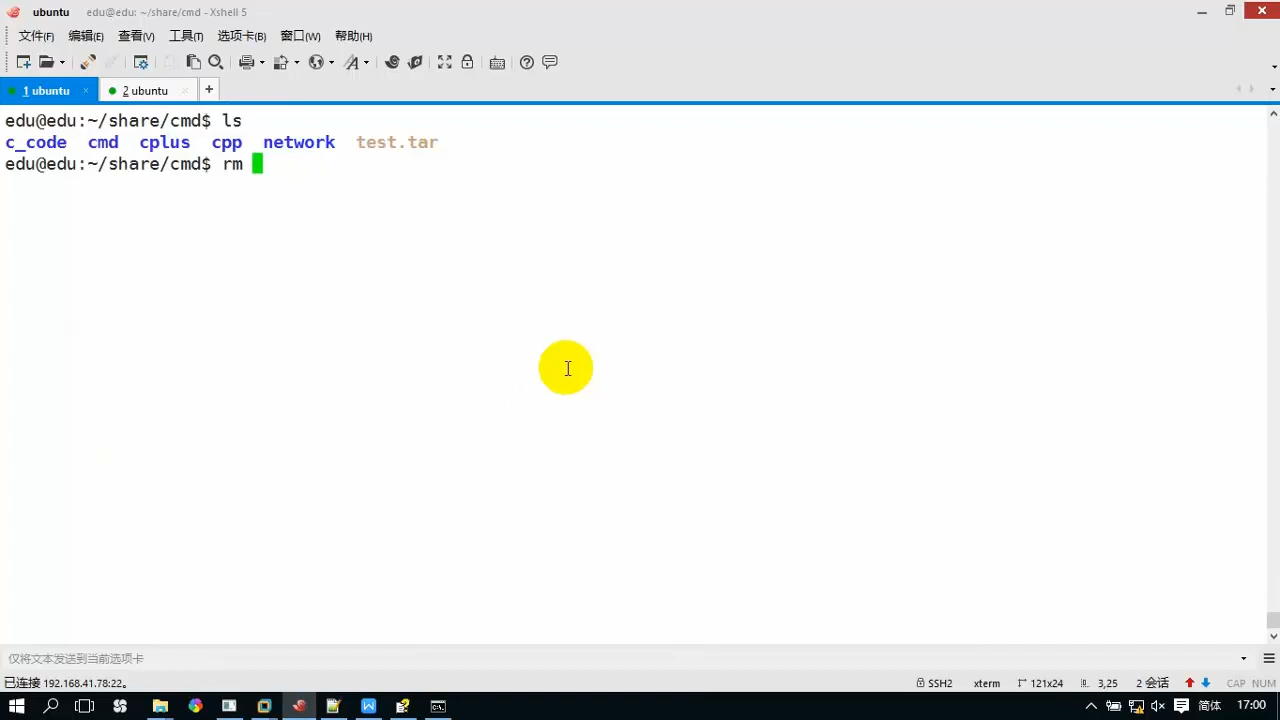 ubuntu edu@edu: ~/share/cmd - Xshell 5
文件(F) 编辑(E) 查看(V) 工具(T) 选项卡(B) 窗口(W) 帮助(H)
1 ubuntu × 2 ubuntu × +
edu@edu:~/share/cmd$ ls
c_code cmd cplus cpp network test.tar
edu@edu:~/share/cmd$ rm
仅将文本发送到当前选项卡
已连接 192.168.41.78:22。 SSH2 xterm 121x24 3,25 2 会话 CAP NUM
简体 17:00